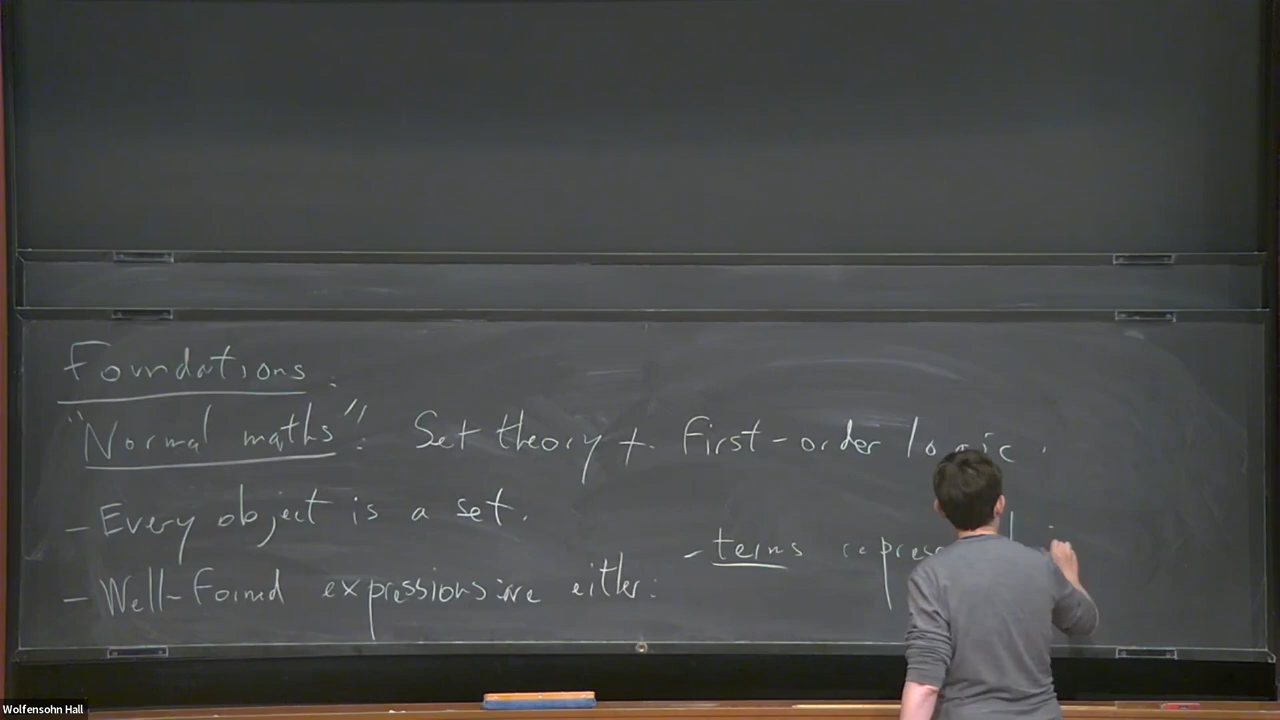 Foundations.
"Normal maths": Set theory + First-order logic.
- Every object is a set.
- Well-formed expressions are either:
- terms
Wolfensohn Hall